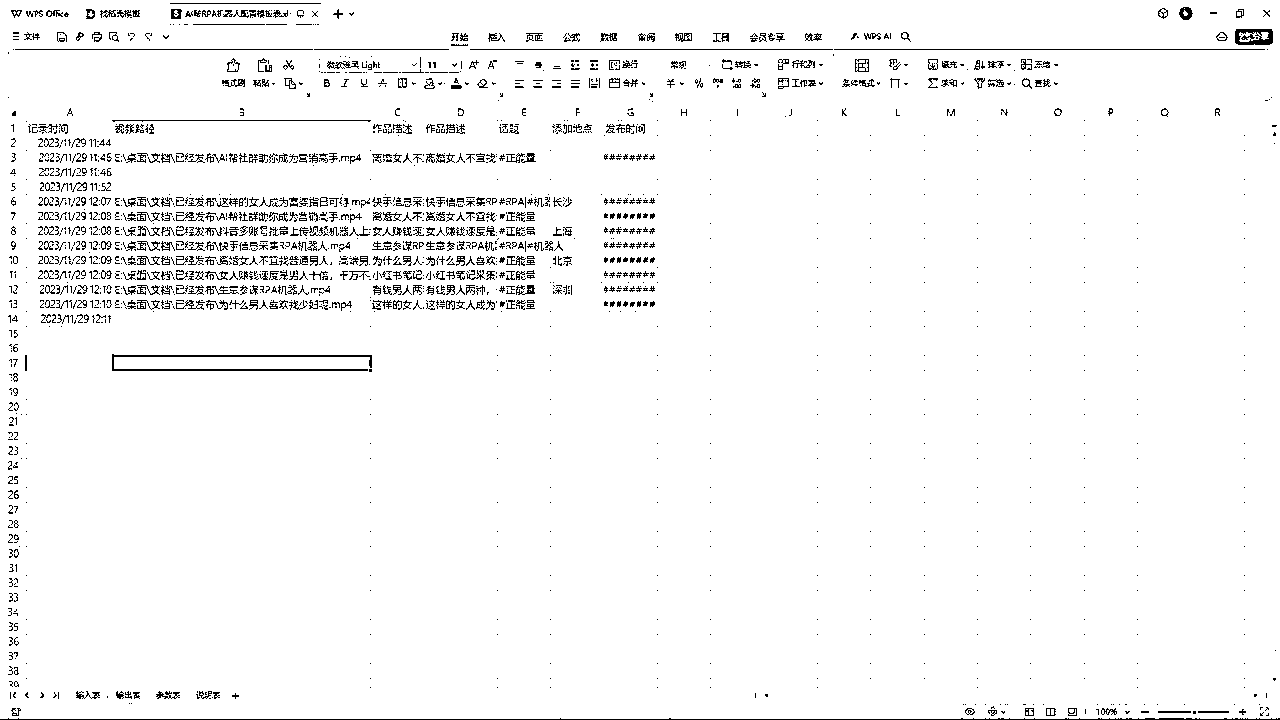 WPS Office 找稻壳模板 AI帮RPA机器人配置模板表.xl
文件 开始 插入 页面 公式 数据 审阅 视图 工具 会员专享 效率 WPS AI 分享
微软雅黑 Light 11 换行 常规 转换 行和列 填充 排序 冻结
格式刷 粘贴 B I U A 合并 工作表 条件格式 求和 筛选 查找
A B C D E F G H I J K L M N O P Q R
1 记录时间 视频路径 作品描述 作品描述 话题 添加地点 发布时间
2 2023/11/29 11:44
3 2023/11/29 11:46 E:\桌面\文档\已经发布\AI帮社群助你成为营销高手.mp4 离婚女人不 离婚女人不宜找 #正能量 ########
4 2023/11/29 11:46
5 2023/11/29 11:52
6 2023/11/29 12:07 E:\桌面\文档\已经发布\这样的女人成为富婆指日可待.mp4 快手信息采 快手信息采集RP #RPA|#机器 长沙 ########
7 2023/11/29 12:08 E:\桌面\文档\已经发布\AI帮社群助你成为营销高手.mp4 离婚女人不 离婚女人不宜找 #正能量 ########
8 2023/11/29 12:08 E:\桌面\文档\已经发布\抖音多账号批量上传视频机器人上 女人赚钱速 女人赚钱速度是 #正能量 上海 ########
9 2023/11/29 12:09 E:\桌面\文档\已经发布\快手信息采集RPA机器人.mp4 生意参谋RP 生意参谋RPA机 #RPA|#机器人 ########
10 2023/11/29 12:09 E:\桌面\文档\已经发布\离婚女人不宜找普通男人，高端男 为什么男人 为什么男人喜欢 #正能量 北京 ########
11 2023/11/29 12:09 E:\桌面\文档\已经发布\女人赚钱速度是男人十倍，千万不 小红书笔记 小红书笔记采集 #正能量 ########
12 2023/11/29 12:10 E:\桌面\文档\已经发布\生意参谋RPA机器人.mp4 有钱男人两 有钱男人两种， #正能量 深圳 ########
13 2023/11/29 12:10 E:\桌面\文档\已经发布\为什么男人喜欢找少妇呢.mp4 这样的女人 这样的女人成为 #正能量 ########
14 2023/11/29 12:11
15
16
17
18
19
20
21
22
23
24
25
26
27
28
29
30
31
32
33
34
35
36
37
38
39
输入表 输出表 参数表 说明表
100%